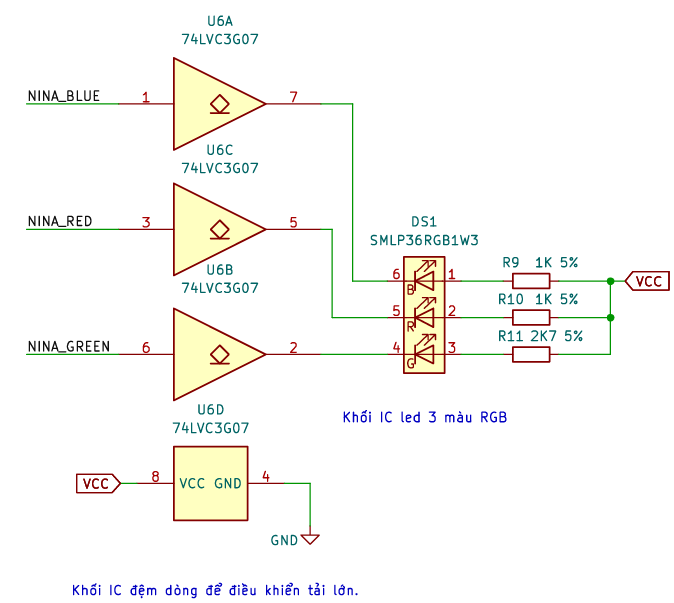 U6A
74LVC3G07
NINA_BLUE
1
7
U6C
74LVC3G07
NINA_RED
3
5
DS1
SMLP36RGB1W3
U6B
74LVC3G07
6
B
1
R9 1K 5%
VCC
5
R
2
R10 1K 5%
NINA_GREEN
6
2
4
G
3
R11 2K7 5%
U6D
74LVC3G07
Khối IC led 3 màu RGB
VCC
8
VCC GND
4
GND
Khối IC đệm dòng để điều khiển tải lớn.